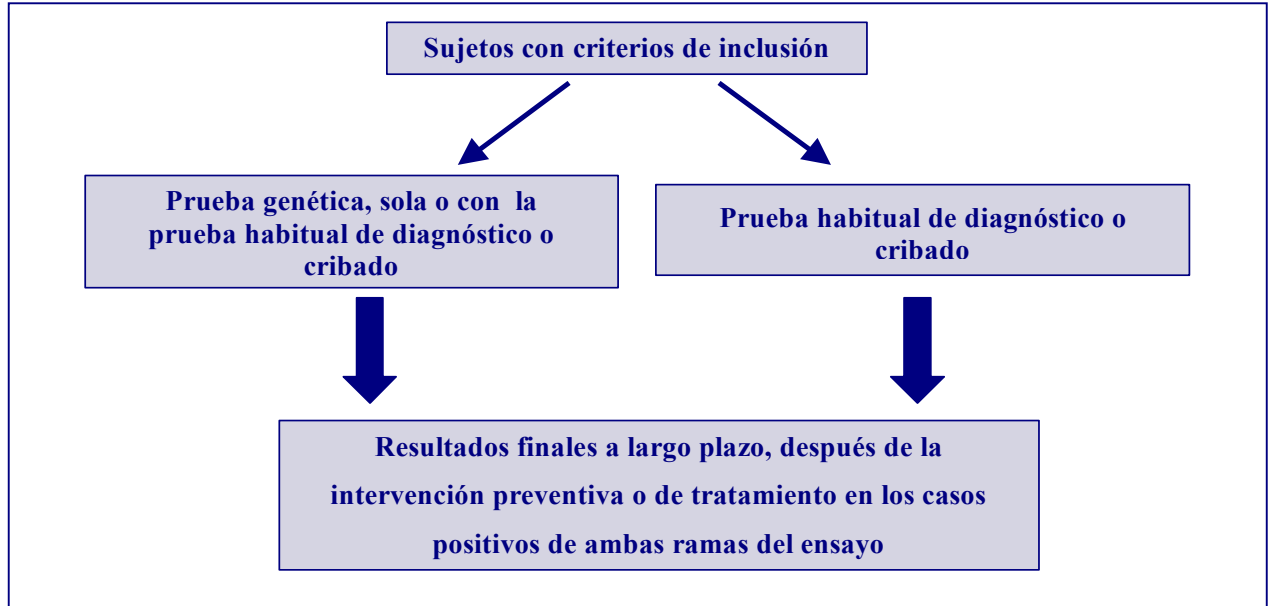 Sujetos con criterios de inclusión
Prueba genética, sola o con la
prueba habitual de diagnóstico o
cribado
Prueba habitual de diagnóstico o
cribado
Resultados finales a largo plazo, después de la
intervención preventiva o de tratamiento en los casos
positivos de ambas ramas del ensayo